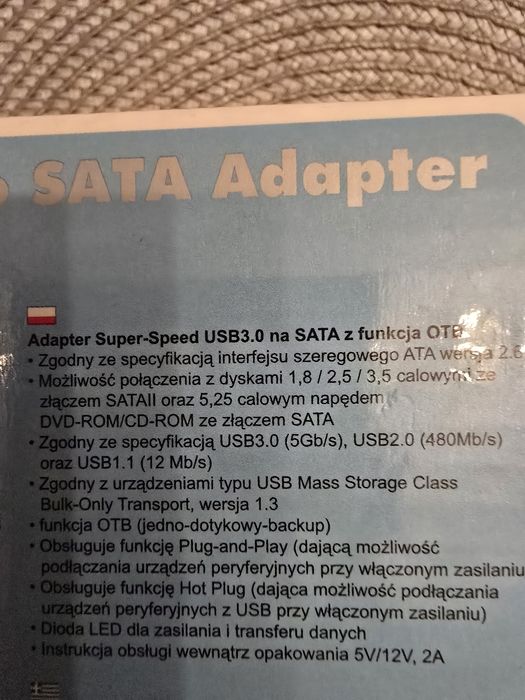 SATA Adapter
Adapter Super-Speed USB3.0 na SATA z funkcja OTB
• Zgodny ze specyfikacją interfejsu szeregowego ATA wersja 2.6
• Możliwość połączenia z dyskami 1,8 / 2,5 / 3,5 calowymi ze
złączem SATAII oraz 5,25 calowym napędem
DVD-ROM/CD-ROM ze złączem SATA
• Zgodny ze specyfikacją USB3.0 (5Gb/s), USB2.0 (480Mb/s)
oraz USB1.1 (12 Mb/s)
• Zgodny z urządzeniami typu USB Mass Storage Class
Bulk-Only Transport, wersja 1.3
• funkcja OTB (jedno-dotykowy-backup)
• Obsługuje funkcję Plug-and-Play (dającą możliwość
podłączania urządzeń peryferyjnych przy włączonym zasilaniu
• Obsługuje funkcję Hot Plug (dająca możliwość podłączania
urządzeń peryferyjnych z USB przy włączonym zasilaniu)
• Dioda LED dla zasilania i transferu danych
• Instrukcja obsługi wewnątrz opakowania 5V/12V, 2A